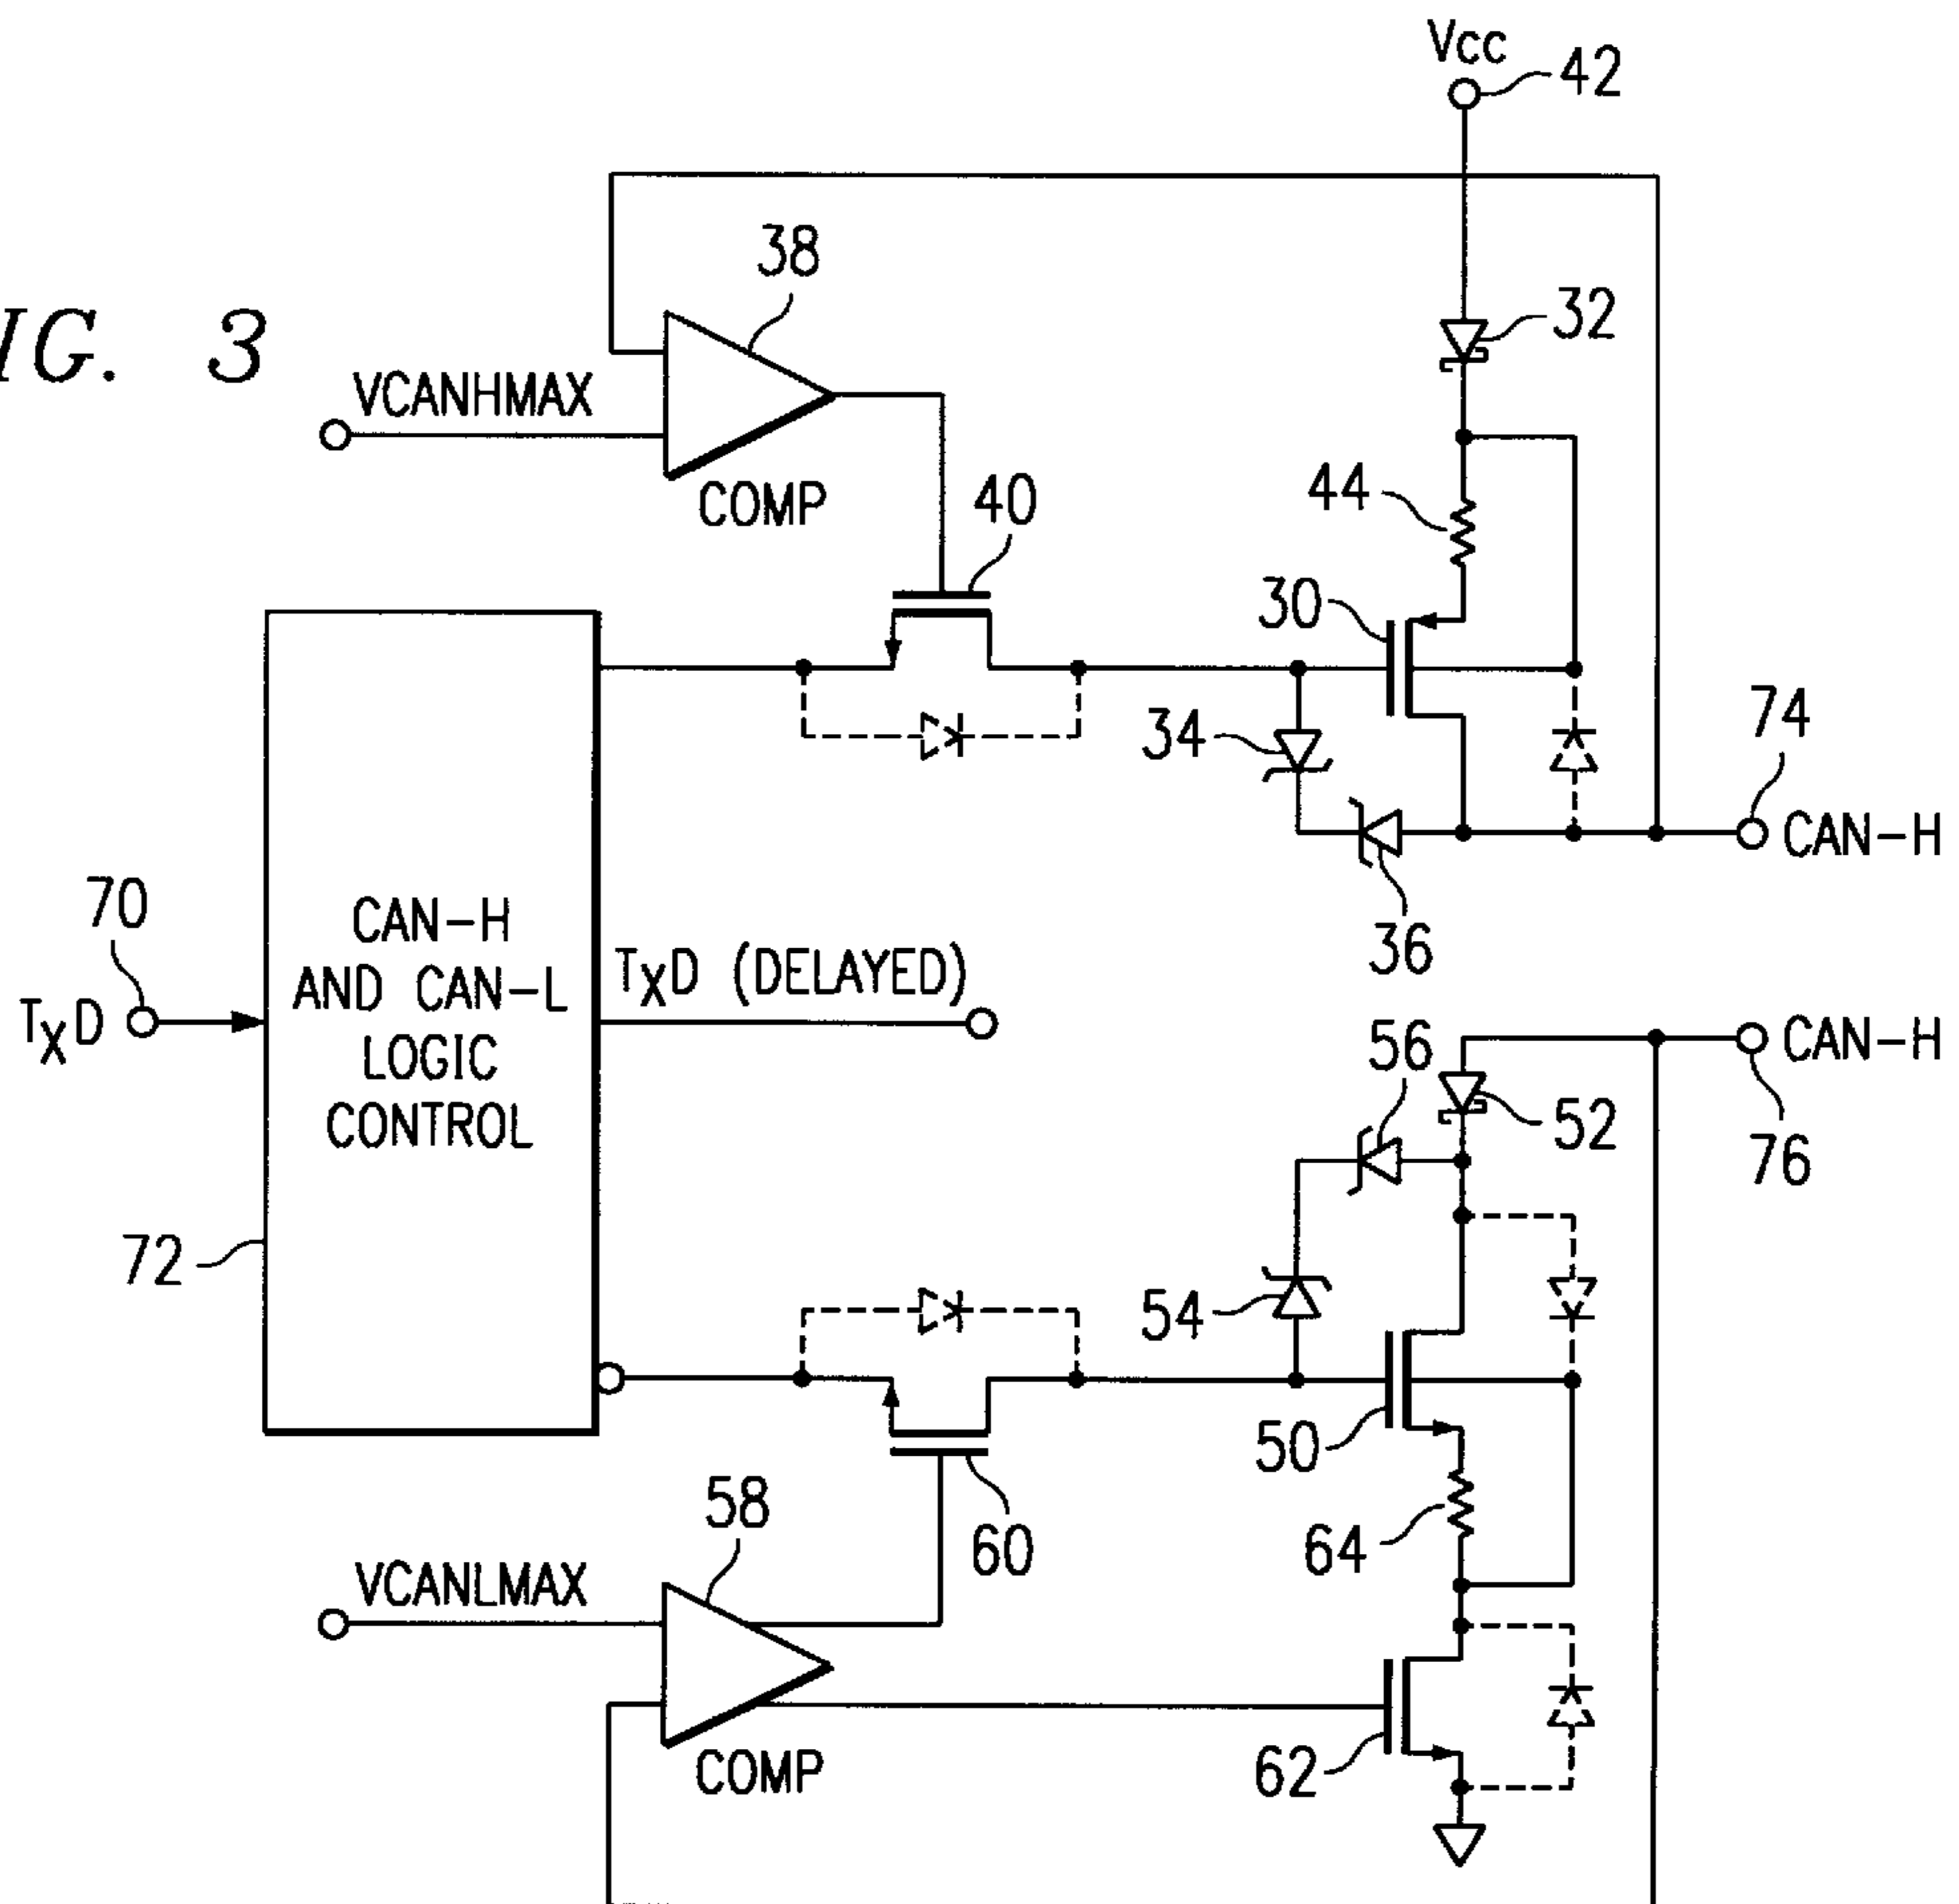 Vcc
42
38
IG. 3
32
VCANHMAX
44
COMP
40
30
74
34
CAN-H
36
70
CAN-H
AND CAN-L
LOGIC
CONTROL
TXD (DELAYED)
TXD
56
CAN-H
52
76
72
54
50
58
60
64
VCANLMAX
COMP
62